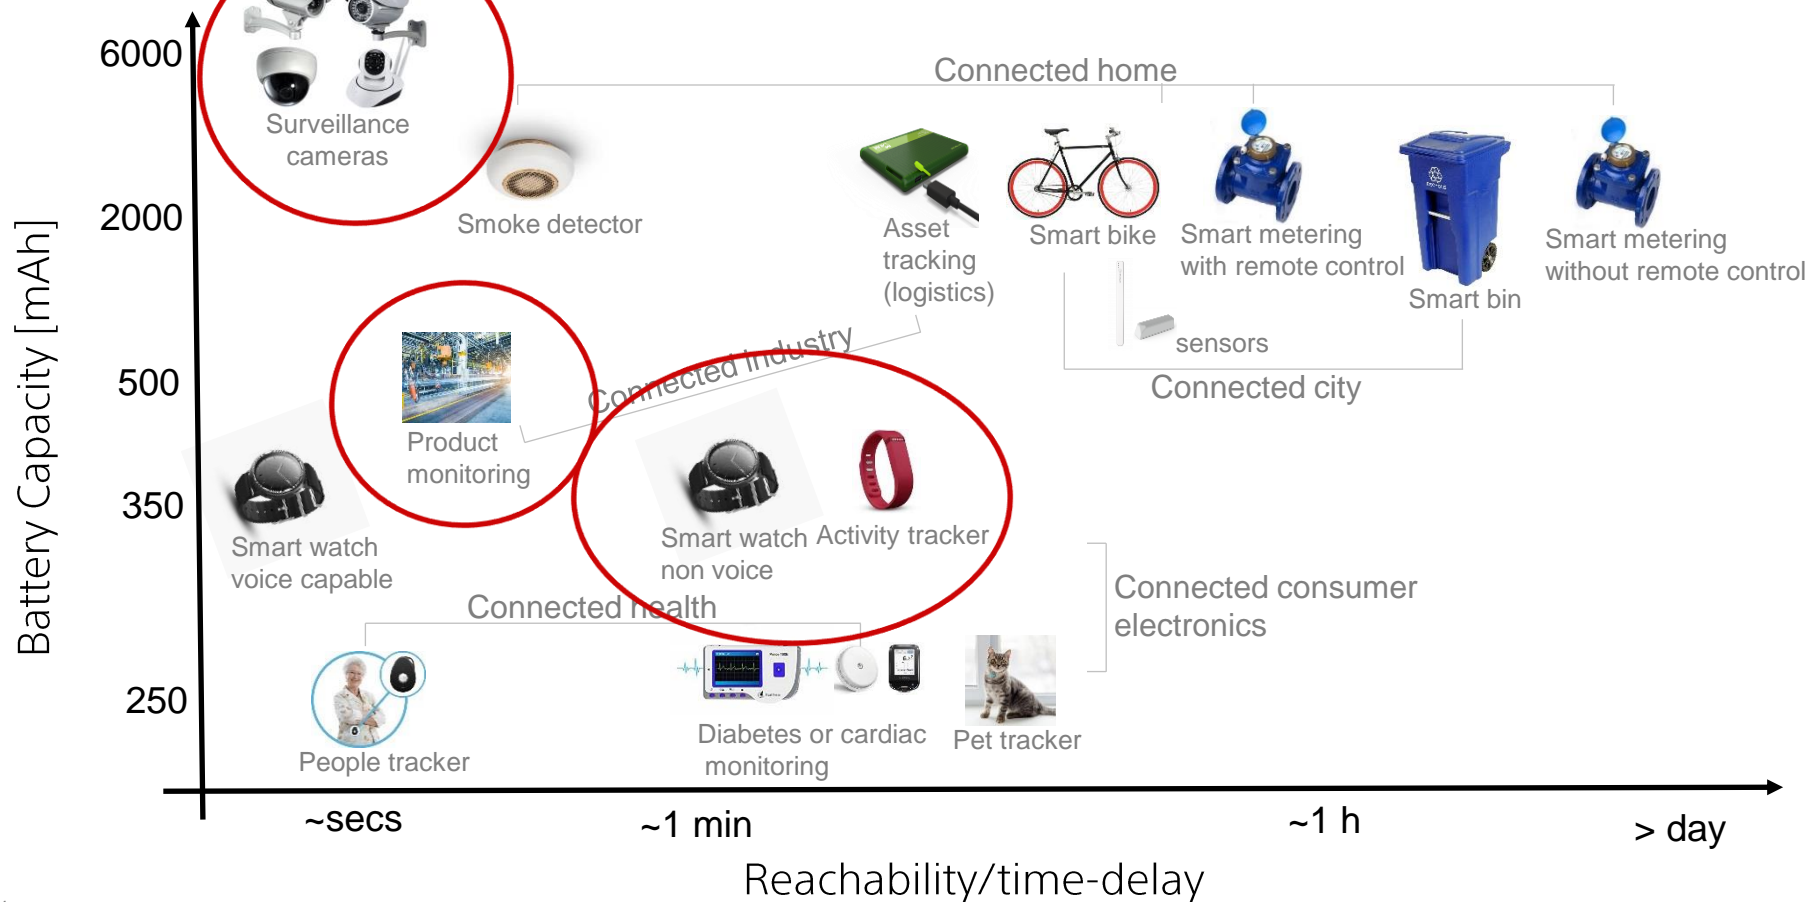 6000
Connected home
Surveillance
cameras
2000
Smoke detector
Asset
tracking
(logistics)
Smart bike
Smart metering
with remote control
Smart bin
Smart metering
without remote control
sensors
Connected city
Connected industry
500
Product
monitoring
350
Smart watch
voice capable
Smart watch
non voice
Activity tracker
Connected health
Connected consumer
electronics
250
People tracker
Diabetes or cardiac
monitoring
Pet tracker
Battery Capacity [mAh]
~secs
~1 min
~1 h
> day
Reachability/time-delay